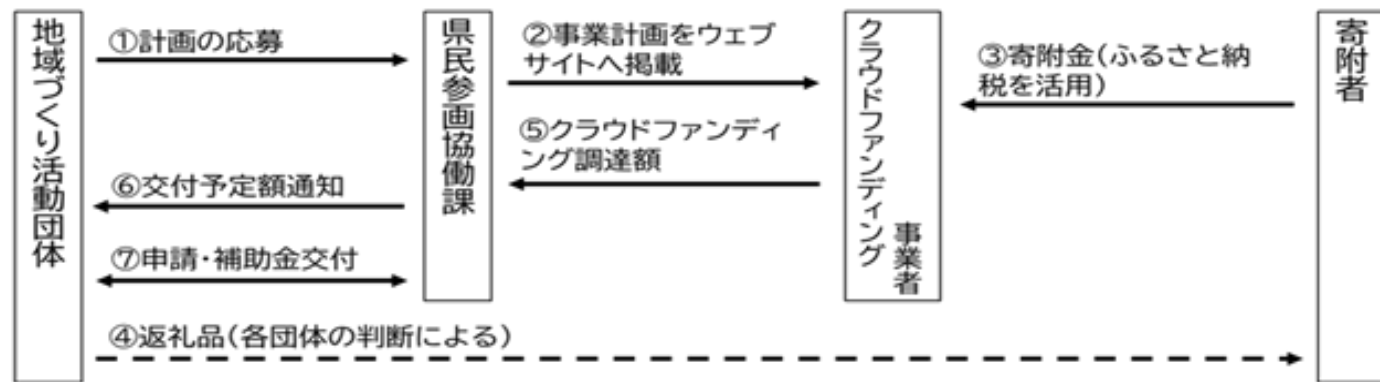 地域づくり活動団体
①計画の応募
県民参画協働課
②事業計画をウェブ
サイトへ掲載
クラウドファンディング
事業者
③寄附金(ふるさと納
税を活用)
寄附者
⑤クラウドファンディ
ング調達額
⑥交付予定額通知
⑦申請・補助金交付
④返礼品(各団体の判断による)